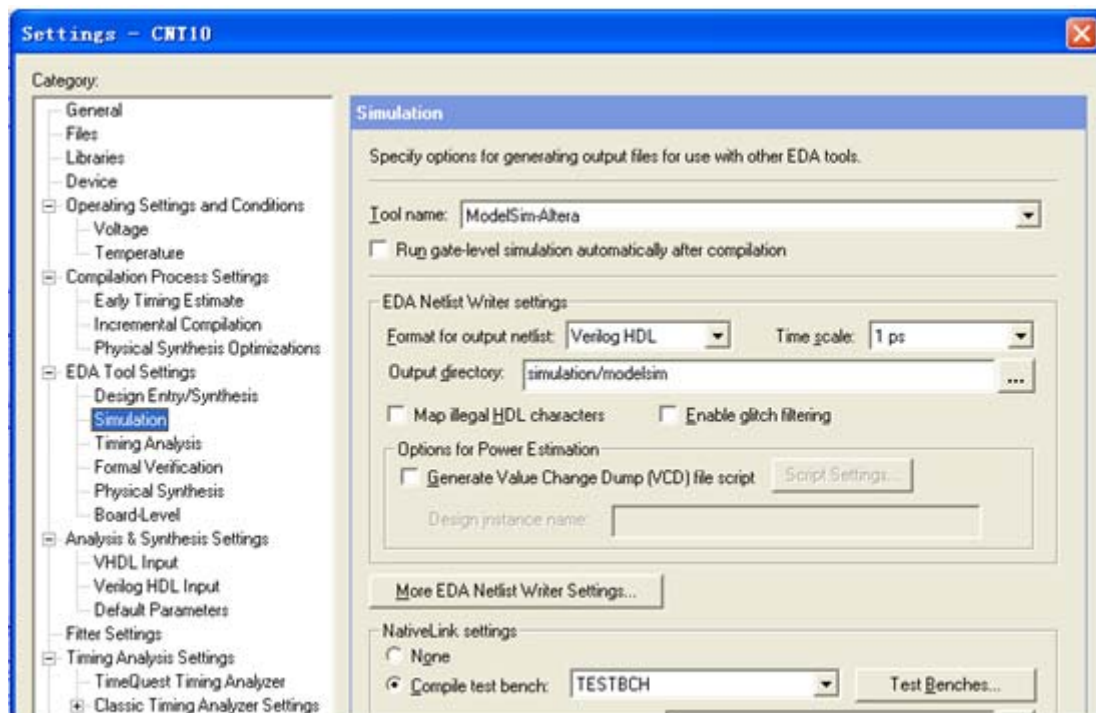 Settings - CNT10
Category:
General
Files
Libraries
Device
Operating Settings and Conditions
Voltage
Temperature
Compilation Process Settings
Early Timing Estimate
Incremental Compilation
Physical Synthesis Optimizations
EDA Tool Settings
Design Entry/Synthesis
Simulation
Timing Analysis
Formal Verification
Physical Synthesis
Board-Level
Analysis & Synthesis Settings
VHDL Input
Verilog HDL Input
Default Parameters
Fitter Settings
Timing Analysis Settings
TimeQuest Timing Analyzer
Classic Timing Analyzer Settings
Simulation
Specify options for generating output files for use with other EDA tools.
Tool name: ModelSim-Altera
Run gate-level simulation automatically after compilation
EDA Netlist Writer settings
Format for output netlist: Verilog HDL Time scale: 1 ps
Output directory: simulation/modelsim ...
Map illegal HDL characters Enable glitch filtering
Options for Power Estimation
Generate Value Change Dump (VCD) file script Script Settings...
Design instance name:
More EDA Netlist Writer Settings...
NativeLink settings
None
Compile test bench: TESTBCH Test Benches...